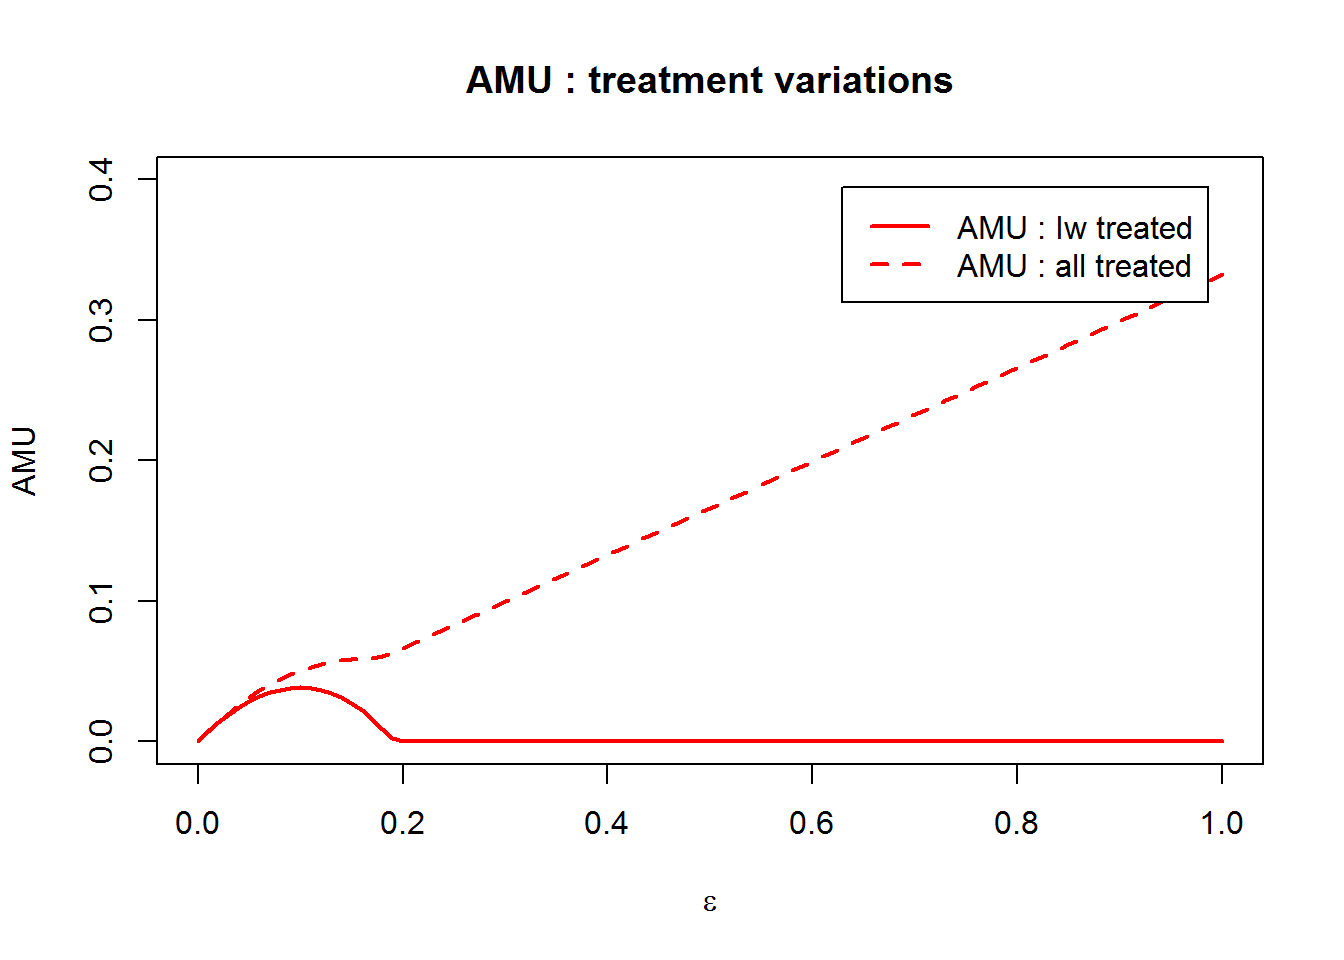 AMU : treatment variations
0.4
0.3
0.2
0.1
0.0
AMU
AMU : Iw treated
AMU : all treated
0.0 0.2 0.4 0.6 0.8 1.0
ε